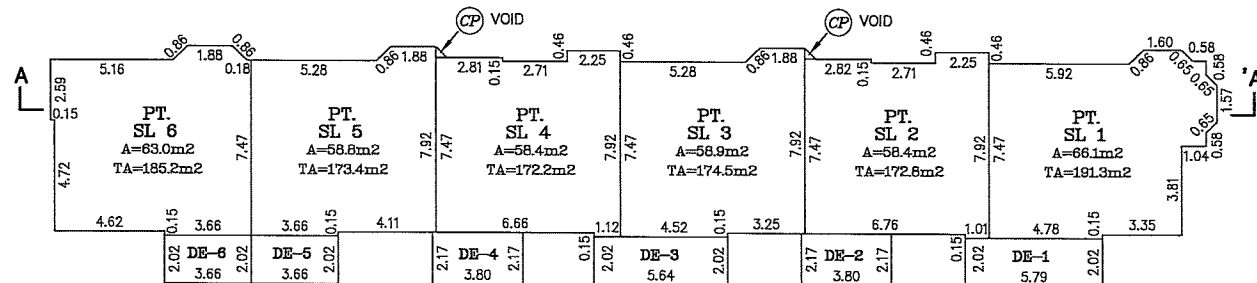 CP VOID CP VOID
0.86 1.88 0.86 0.86 1.88 0.46 2.25 0.46 0.86 1.88 0.46 2.25 0.46 1.60 0.58
5.16 0.18 5.28 2.81 0.15 2.71 5.28 2.82 0.15 2.71 5.92 0.86 0.65 0.65 0.58
A 2.59 0.15 1.57 'A
PT. PT. PT. PT. PT. PT.
SL 6 SL 5 SL 4 SL 3 SL 2 SL 1
A=63.0m2 A=58.8m2 A=58.4m2 A=58.9m2 A=58.4m2 A=66.1m2
TA=185.2m2 TA=173.4m2 TA=172.2m2 TA=174.5m2 TA=172.8m2 TA=191.3m2
4.72 7.47 7.92 7.47 7.92 7.47 7.92 7.47 7.92 7.47 0.65 0.58 1.04 3.81
4.62 0.15 3.66 3.66 0.15 4.11 6.66 1.12 4.52 0.15 3.25 6.76 1.01 4.78 0.15 3.35
2.02 DE-6 2.02 DE-5 2.02 2.17 DE-4 2.17 0.15 2.02 DE-3 2.02 2.17 DE-2 2.17 0.15 2.02 DE-1 2.02
3.66 3.66 3.80 5.64 3.80 5.79